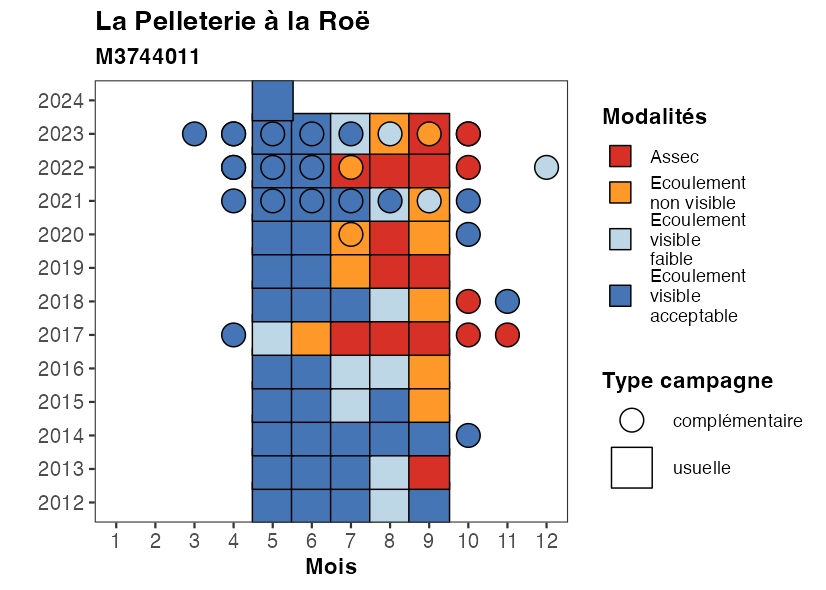 La Pelleterie à la Roë
M3744011
2024
2023
2022
2021
2020
2019
2018
2017
2016
2015
2014
2013
2012
1 2 3 4 5 6 7 8 9 10 11 12
Mois
Modalités
Assec
Ecoulement
non visible
Ecoulement
visible
faible
Ecoulement
visible
acceptable
Type campagne
complémentaire
usuelle